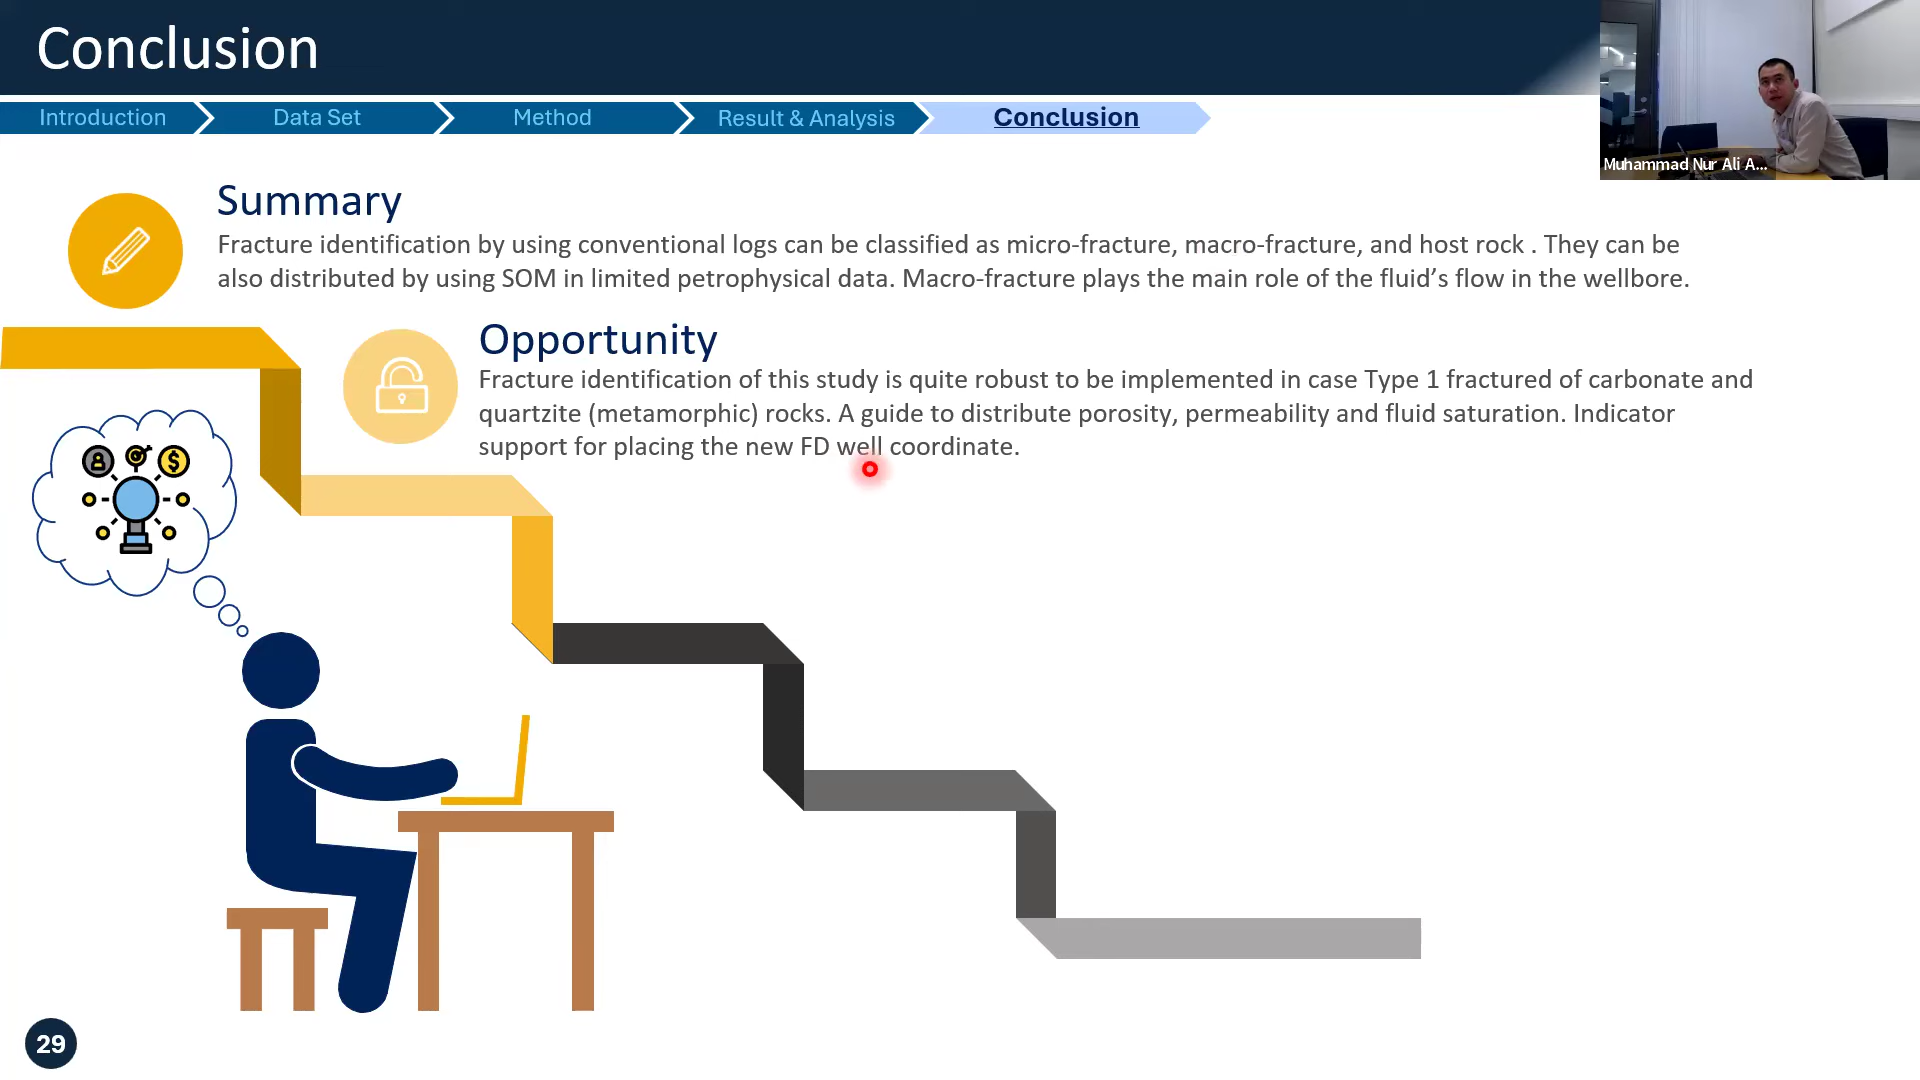 Conclusion
Introduction
Data Set
Method
Result & Analysis
Conclusion
Muhammad Nur Ali A...
Summary
Fracture identification by using conventional logs can be classified as micro-fracture, macro-fracture, and host rock . They can be
also distributed by using SOM in limited petrophysical data. Macro-fracture plays the main role of the fluid’s flow in the wellbore.
Opportunity
Fracture identification of this study is quite robust to be implemented in case Type 1 fractured of carbonate and
quartzite (metamorphic) rocks. A guide to distribute porosity, permeability and fluid saturation. Indicator
support for placing the new FD well coordinate.
$
29